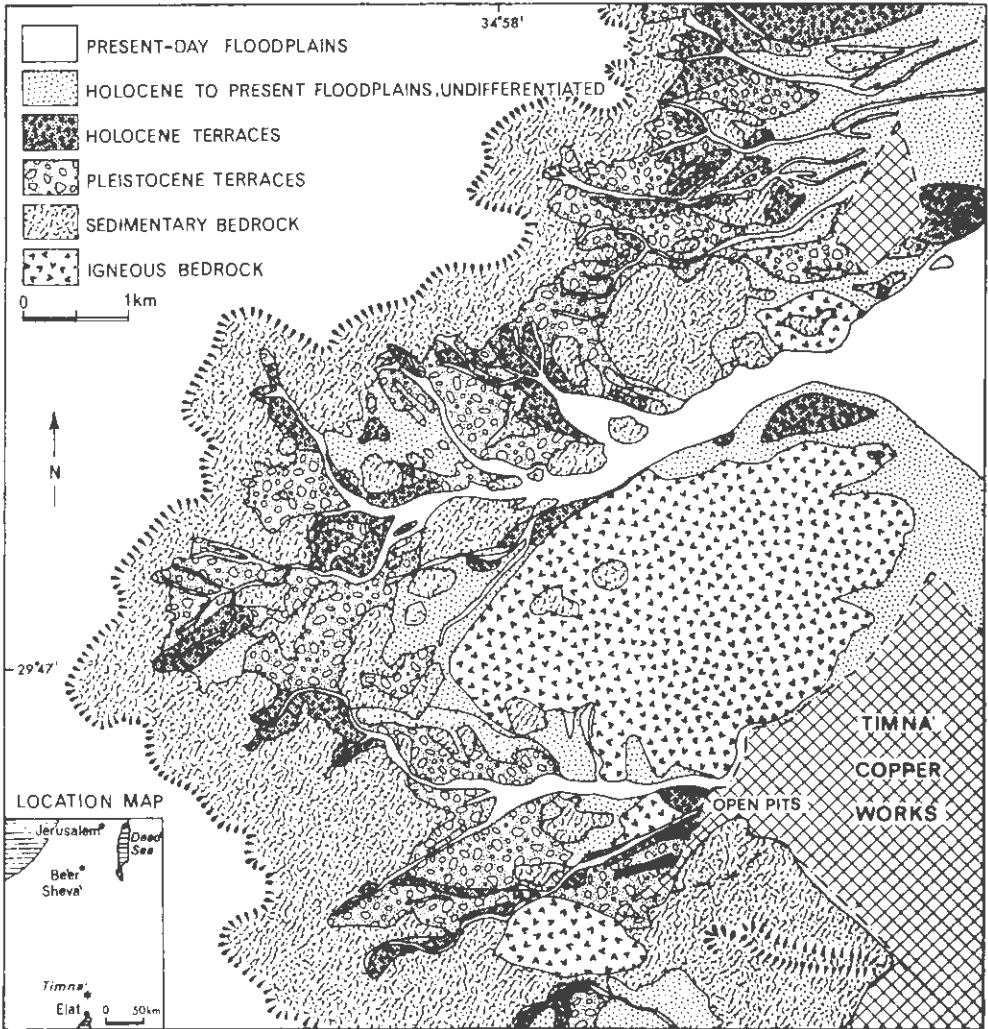 34°58'
PRESENT-DAY FLOODPLAINS
HOLOCENE TO PRESENT FLOODPLAINS, UNDIFFERENTIATED
HOLOCENE TERRACES
PLEISTOCENE TERRACES
SEDIMENTARY BEDROCK
IGNEOUS BEDROCK
0 1km
N
29°47'
TIMNA'
COPPER
WORKS
OPEN PITS
LOCATION MAP
Jerusalem
Dead
Sea
Be'er
Sheva'
Timna'
Elat
0 50km